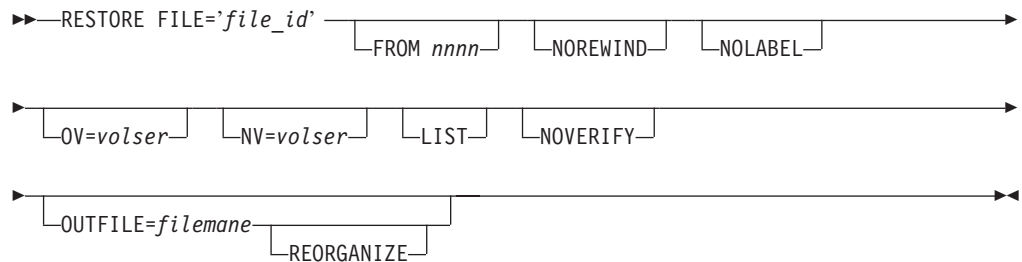 RESTORE FILE='file_id'
FROM nnnn NOREWIND NOLABEL
OV=volser NV=volser LIST NOVERIFY
OUTFILE=filemane
REORGANIZE